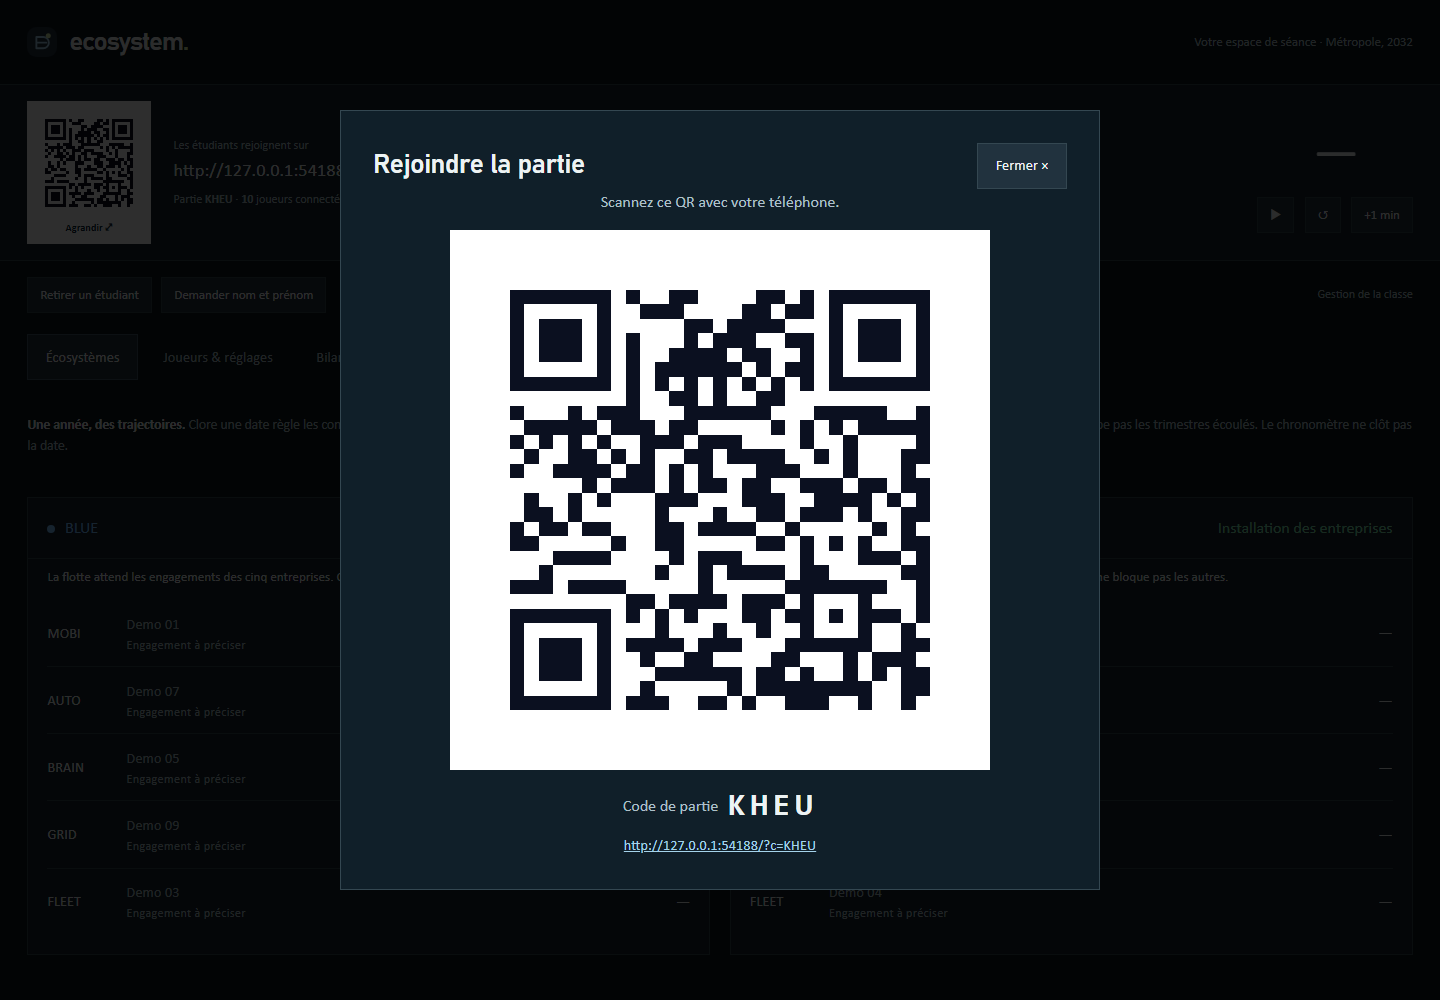 ecosystem.
Votre espace de séance · Métropole, 2032
Les étudiants rejoignent sur
http://127.0.0.1:54188
Partie KHEU · 10 joueurs connecté
Agrandir ⤢
Rejoindre la partie
Fermer ×
Scannez ce QR avec votre téléphone.
▶
↺
+1 min
Retirer un étudiant
Demander nom et prénom
Gestion de la classe
Écosystèmes
Joueurs & réglages
Bilan
Une année, des trajectoires. Clore une date règle les con
pe pas les trimestres écoulés. Le chronomètre ne clôt pas
la date.
BLUE
Installation des entreprises
La flotte attend les engagements des cinq entreprises.
ne bloque pas les autres.
MOBI
Demo 01
Engagement à préciser
—
AUTO
Demo 07
Engagement à préciser
—
BRAIN
Demo 05
Engagement à préciser
—
GRID
Demo 09
Engagement à préciser
—
FLEET
Demo 03
Engagement à préciser
—
FLEET
Demo 04
Engagement à préciser
—
Code de partie KHEU
http://127.0.0.1:54188/?c=KHEU